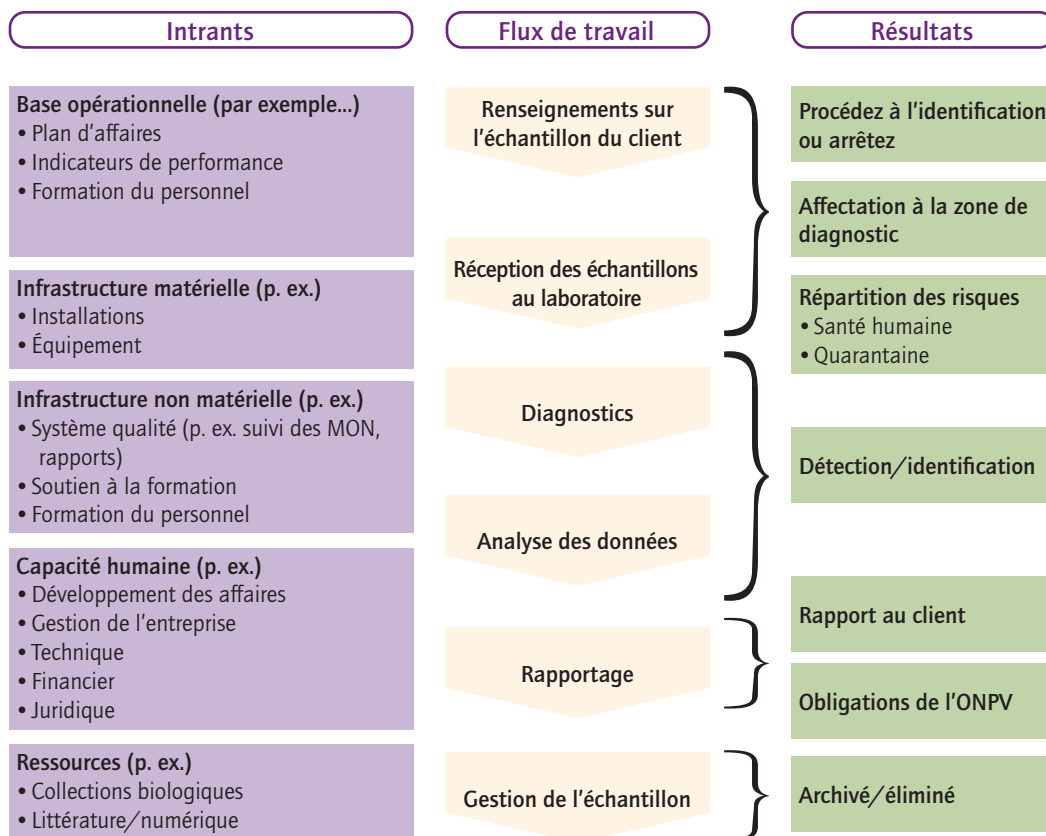 Intrants
Base opérationnelle (par exemple...)
• Plan d'affaires
• Indicateurs de performance
• Formation du personnel
Infrastructure matérielle (p. ex.)
• Installations
• Équipement
Infrastructure non matérielle (p. ex.)
• Système qualité (p. ex. suivi des MON,
rapports)
• Soutien à la formation
• Formation du personnel
Capacité humaine (p. ex.)
• Développement des affaires
• Gestion de l'entreprise
• Technique
• Financier
• Juridique
Ressources (p. ex.)
• Collections biologiques
• Littérature/numérique
Flux de travail
Renseignements sur
l'échantillon du client
Réception des échantillons
au laboratoire
Diagnostics
Analyse des données
Rapportage
Gestion de l'échantillon
Résultats
Procédez à l'identification
ou arrêtez
Affectation à la zone de
diagnostic
Répartition des risques
• Santé humaine
• Quarantaine
Détection/identification
Rapport au client
Obligations de l'ONPV
Archivé/éliminé